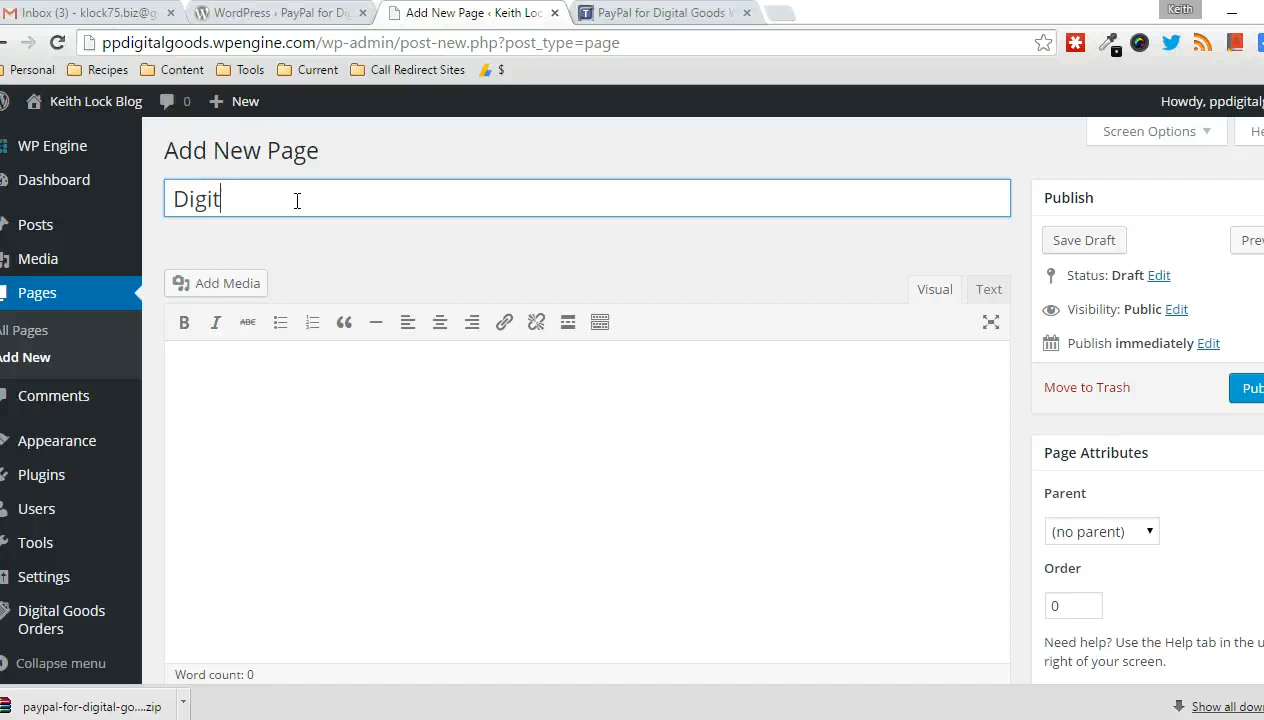 Inbox (3) - klock75.biz@g
WordPress › PayPal for Di
Add New Page ‹ Keith Loc
PayPal for Digital Goods W
Keith
ppdigitalgoods.wpengine.com/wp-admin/post-new.php?post_type=page
Personal
Recipes
Content
Tools
Current
Call Redirect Sites
$
Keith Lock Blog
0
New
Howdy, ppdigital
Screen Options
He
WP Engine
Dashboard
Posts
Media
Pages
All Pages
Add New
Comments
Appearance
Plugins
Users
Tools
Settings
Digital Goods
Orders
Collapse menu
Add New Page
Digit
Add Media
Visual
Text
B I ABC
Word count: 0
Publish
Save Draft
Prev
Status: Draft Edit
Visibility: Public Edit
Publish immediately Edit
Move to Trash
Pub
Page Attributes
Parent
(no parent)
Order
0
Need help? Use the Help tab in the u
right of your screen.
paypal-for-digital-go....zip
Show all dow